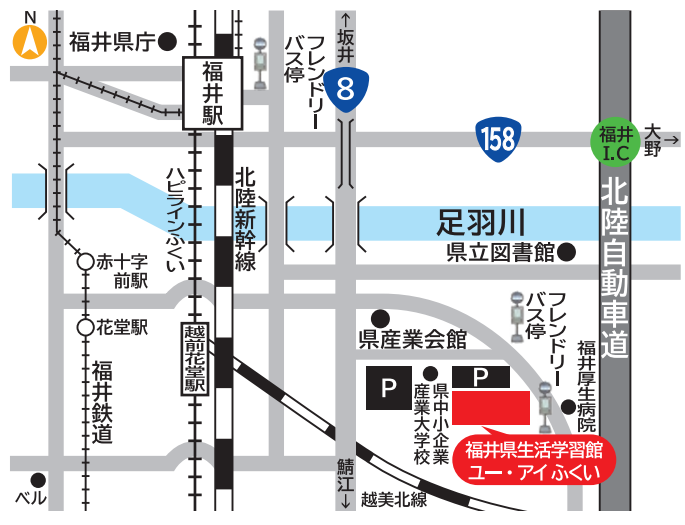 N
福井県庁
福井駅
フレンドリー
バス停
↑坂井
8
158
福井
I.C
大野→
ハピラインふくい
北陸新幹線
足羽川
北陸自動車道
県立図書館
赤十字
前駅
花堂駅
福井鉄道
越前花堂駅
県産業会館
フレンドリー
バス停
福井厚生病院
P
県中小企業
産業大学校
P
福井県生活学習館
ユー・アイふくい
鯖江↓
越美北線
ベル